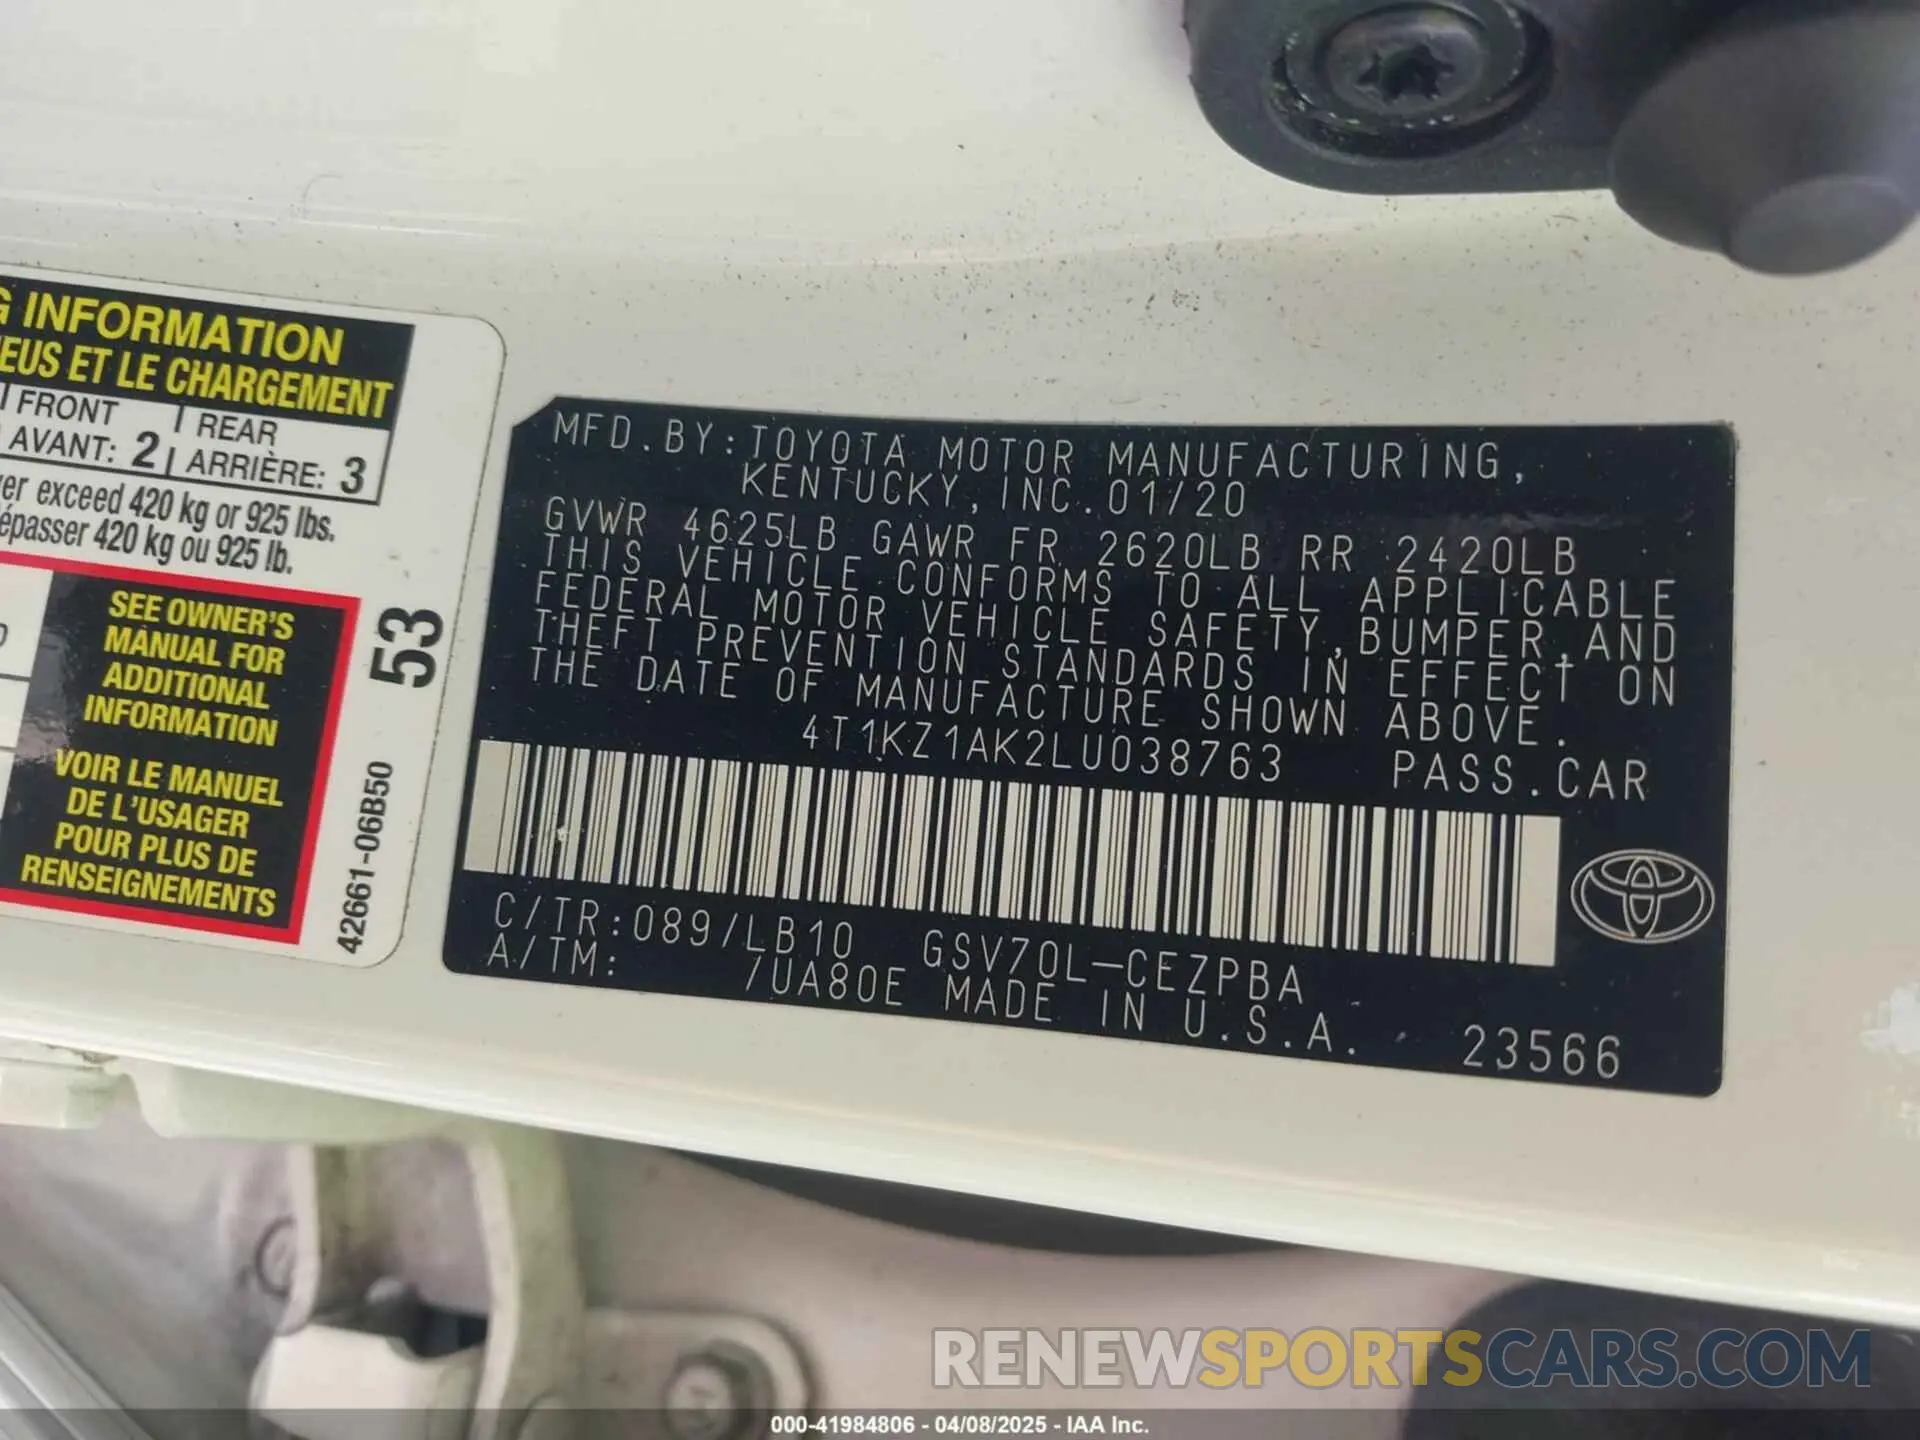 G INFORMATION
EUS ET LE CHARGEMENT
FRONT REAR
AVANT: 2 ARRIÈRE: 3
er exceed 420 kg or 925 lbs.
épasser 420 kg ou 925 lb.
SEE OWNER'S
MANUAL FOR
ADDITIONAL
INFORMATION
VOIR LE MANUEL
DE L'USAGER
POUR PLUS DE
RENSEIGNEMENTS
53
42661-06B50
MFD.BY:TOYOTA MOTOR MANUFACTURING,
KENTUCKY, INC.01/20
GVWR 4625LB GAWR FR 2620LB RR 2420LB
THIS VEHICLE CONFORMS TO ALL APPLICABLE
FEDERAL MOTOR VEHICLE SAFETY,BUMPER,AND
THEFT PREVENTION STANDARDS IN EFFECT ON
THE DATE OF MANUFACTURE SHOWN ABOVE.
4T1KZ1AK2LU038763 PASS.CAR
C/TR:089/LB10 GSV70L-CEZPBA
A/TM: /UA80E MADE IN U.S.A. 23566
RENEWSPORTSCARS.COM
000-41984806 - 04/08/2025 - IAA Inc.